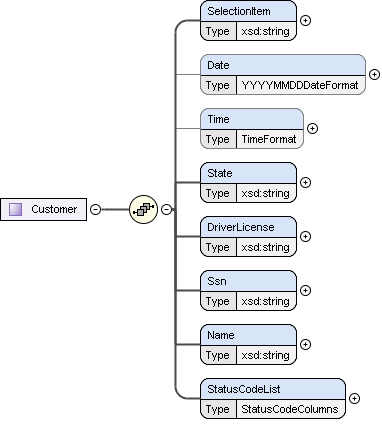 SelectionItem
Type xsd:string
Date
Type YYYYMMDDDateFormat
Time
Type TimeFormat
State
Type xsd:string
Customer
DriverLicense
Type xsd:string
Ssn
Type xsd:string
Name
Type xsd:string
StatusCodeList
Type StatusCodeColumns